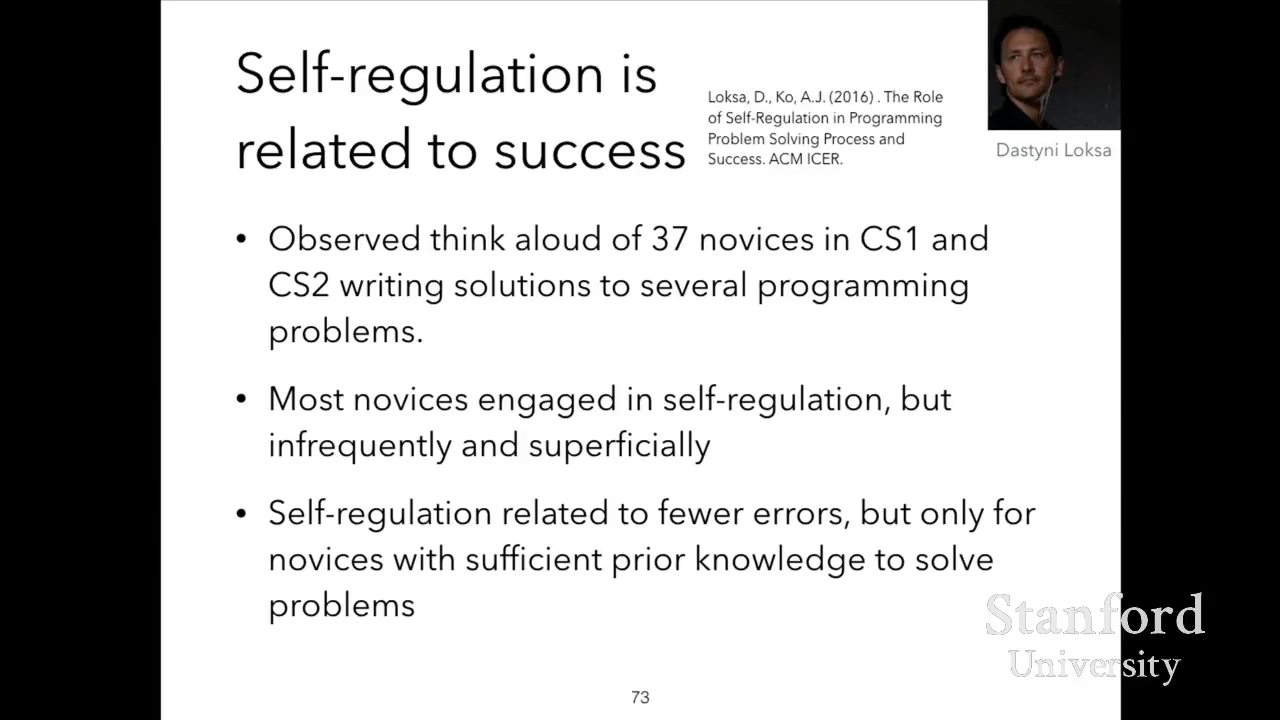 Self-regulation is
related to success
Loksa, D., Ko, A.J. (2016) . The Role
of Self-Regulation in Programming
Problem Solving Process and
Success. ACM ICER.
Dastyni Loksa
• Observed think aloud of 37 novices in CS1 and
CS2 writing solutions to several programming
problems.
• Most novices engaged in self-regulation, but
infrequently and superficially
• Self-regulation related to fewer errors, but only for
novices with sufficient prior knowledge to solve
problems
Stanford
University
73